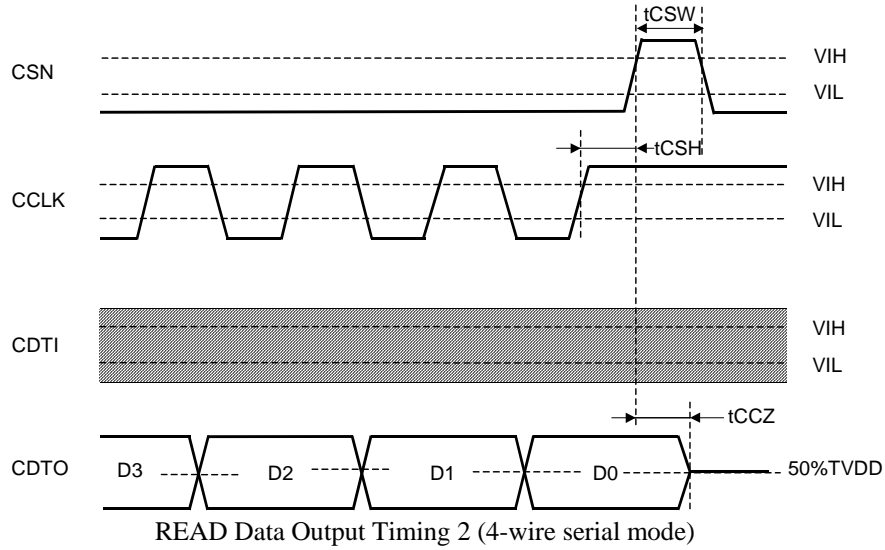 tCSW
CSN
VIH
VIL
tCSH
CCLK
VIH
VIL
CDTI
VIH
VIL
tCCZ
CDTO
D3
D2
D1
D0
50%TVDD
READ Data Output Timing 2 (4-wire serial mode)